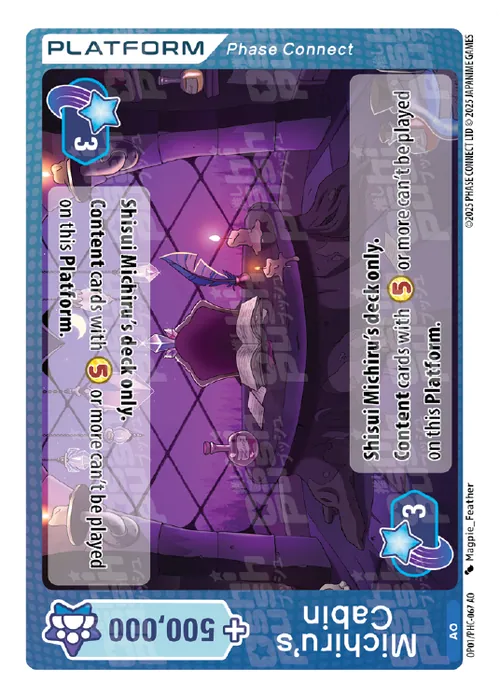 PLATFORM
Phase Connect
3
Shisui Michiru's deck only.
Content cards with 5 or more can't be played
on this Platform.
Shisui Michiru's deck only.
Content cards with 5 or more can't be played
on this Platform.
3
+500,000
Michiru's
Cabin
AO
OP01/PHC-067 AO
Magpie_Feather
©2025 PHASE CONNECT LTD © 2025 JAPANIME GAMES